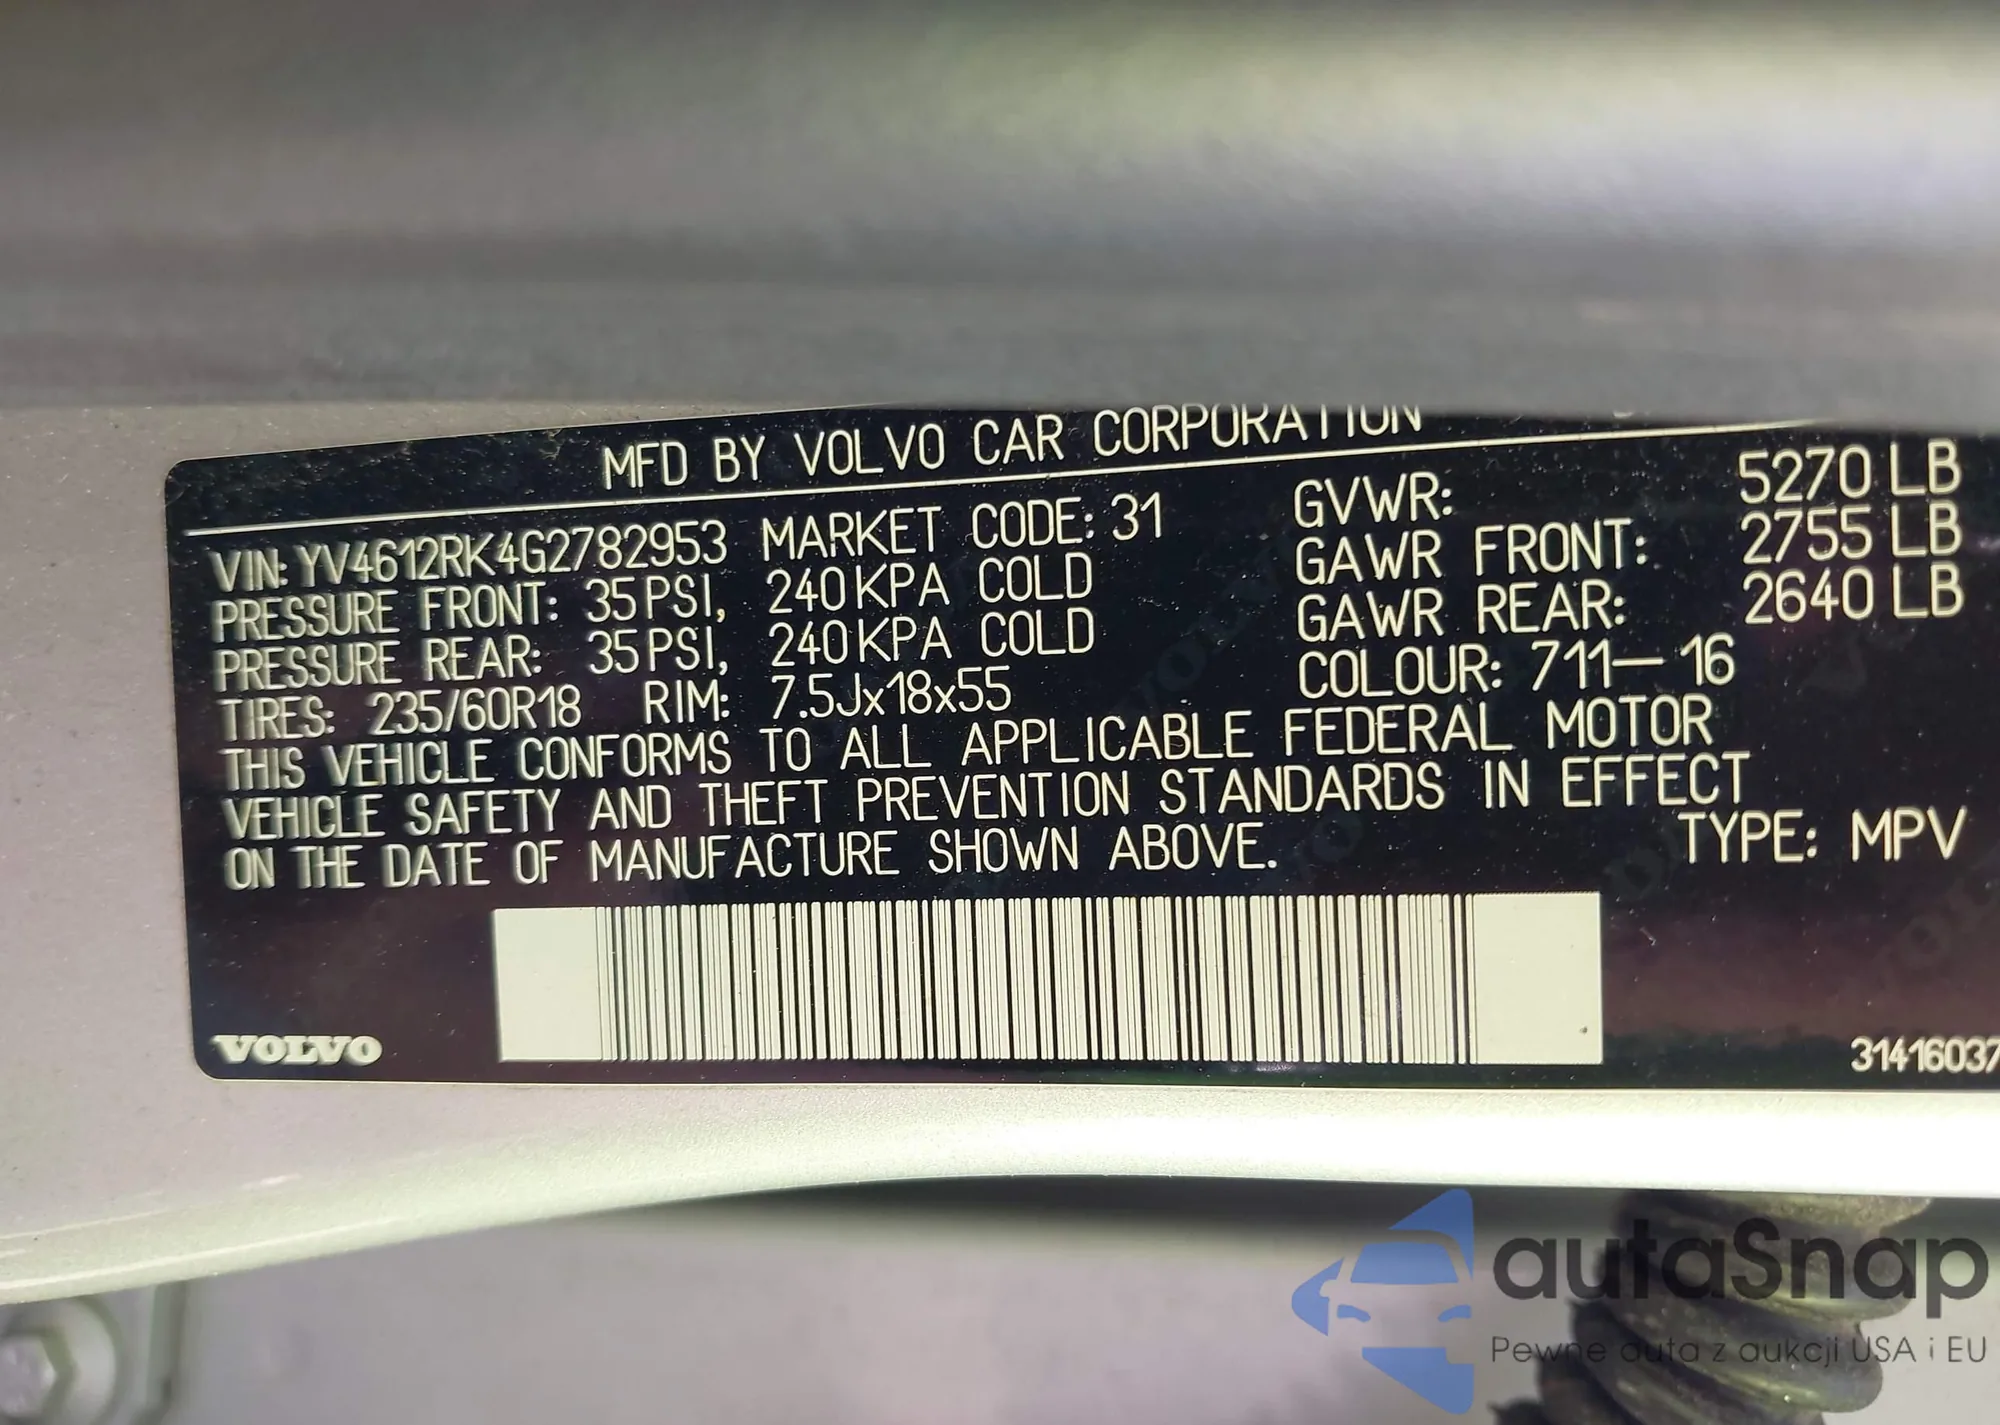 MFD BY VOLVO CAR CORPORATION
VIN: YV4612RK4G2782953 MARKET CODE: 31 GVWR: 5270 LB
PRESSURE FRONT: 35 PSI, 240 KPA COLD GAWR FRONT: 2755 LB
PRESSURE REAR: 35 PSI, 240 KPA COLD GAWR REAR: 2640 LB
TIRES: 235/60R18 RIM: 7.5Jx18x55 COLOUR: 711–16
THIS VEHICLE CONFORMS TO ALL APPLICABLE FEDERAL MOTOR
VEHICLE SAFETY AND THEFT PREVENTION STANDARDS IN EFFECT
ON THE DATE OF MANUFACTURE SHOWN ABOVE. TYPE: MPV
VOLVO
31416037
autaSnap
Pewne auta z aukcji USA i EU